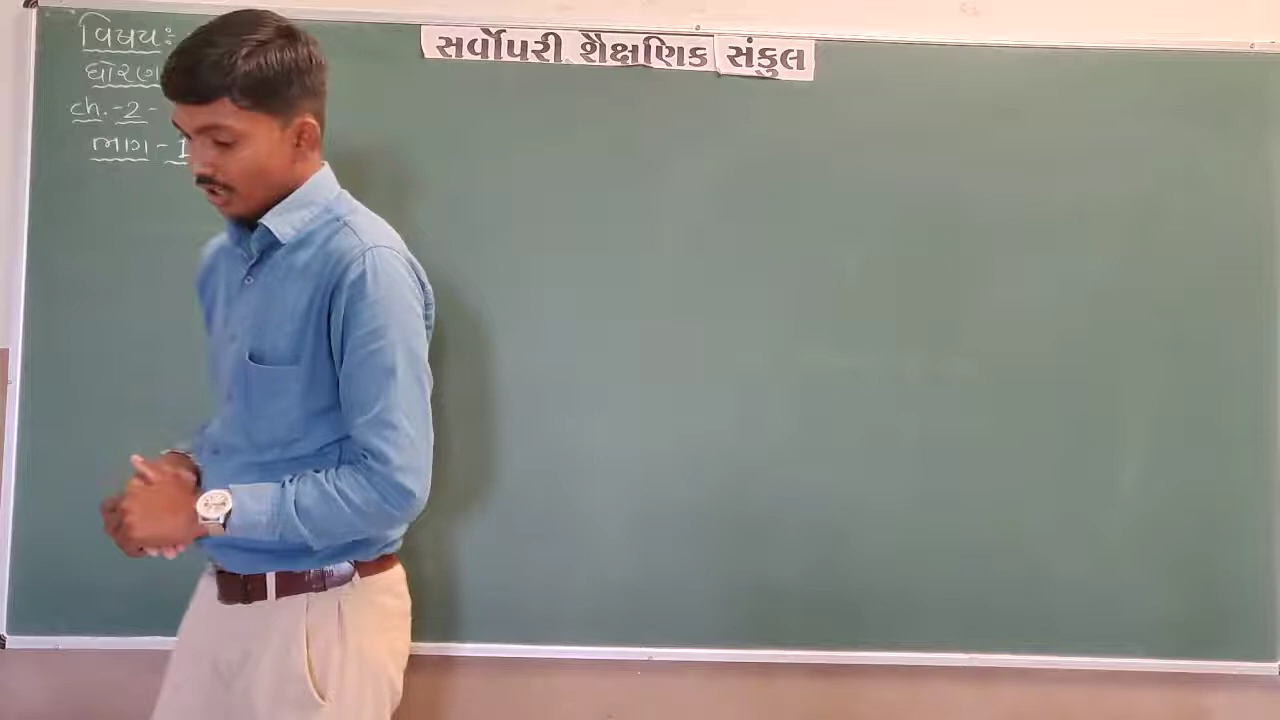 સર્વોપરી શૈક્ષણિક સંકુલ
વિષયઃ
ધોરણ
ch.-2-
ભાગ-1